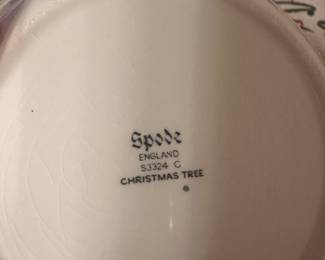 Spode
ENGLAND
S3324 C
CHRISTMAS TREE